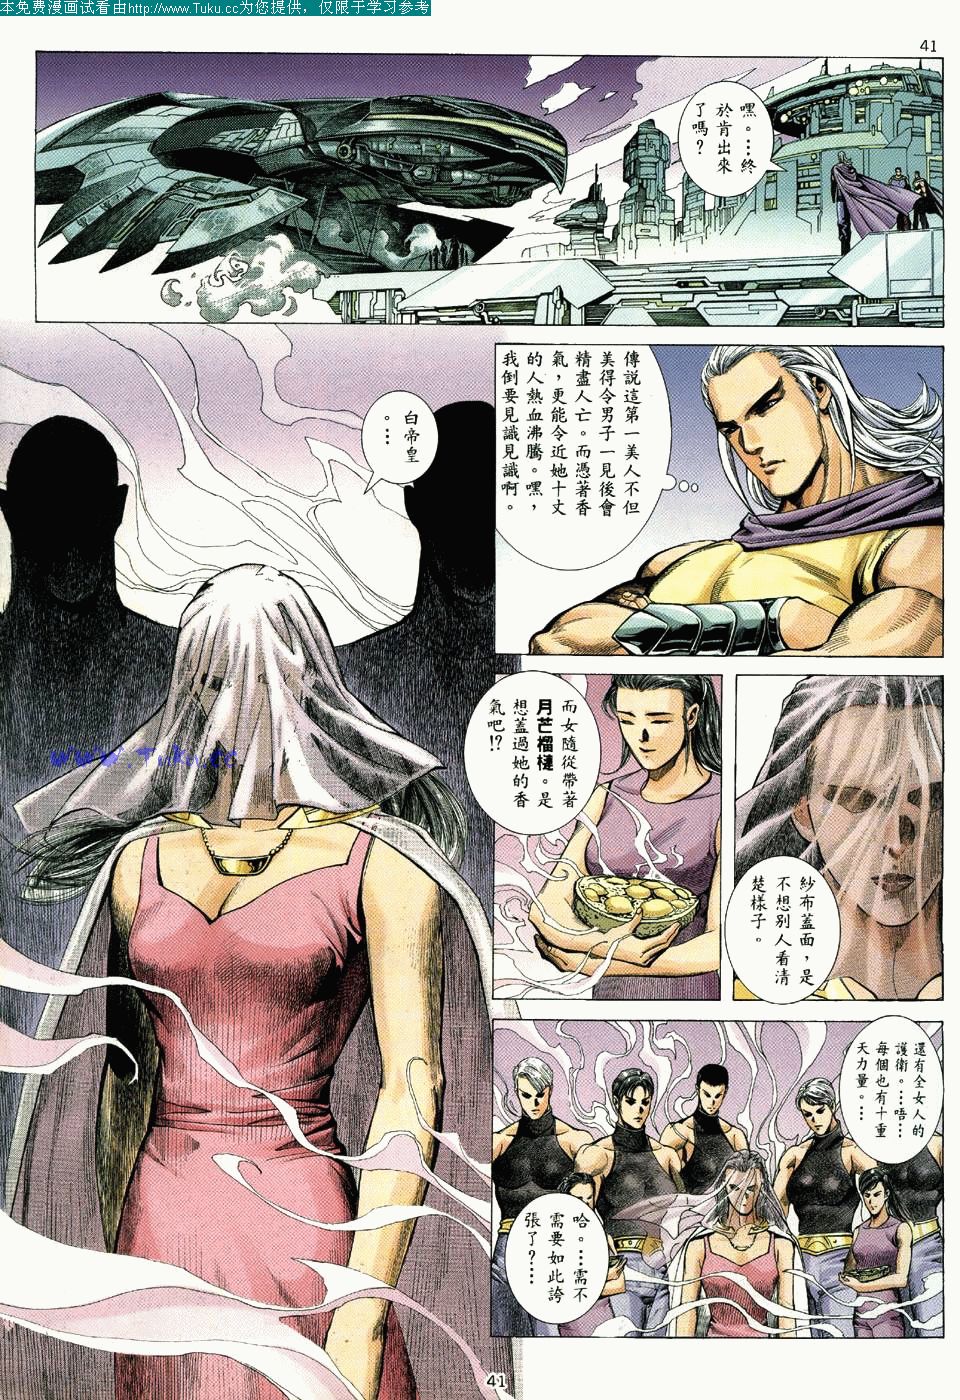 本免费漫画试看由http://www.Tuku.cc为您提供，仅限于学习参考
41
嘿。……終
於肯出來
了嗎？
傳說這第一美人不但
美得令男子一見後會
精盡人亡。而憑著香
氣，更能令近她十丈
的人熱血沸騰。嘿，
我倒要見識見識啊。
白帝皇
。……
而女隨從帶著
月芒榴槤。是
想蓋過她的香
氣吧!?
紗布蓋面，是
不想別人看清
楚樣子。
www.Tuku.cc
還有全女人的
護衛。……唔……
每個也有十重
天力量。……
哈。……需不
需要如此誇
張了？……
41